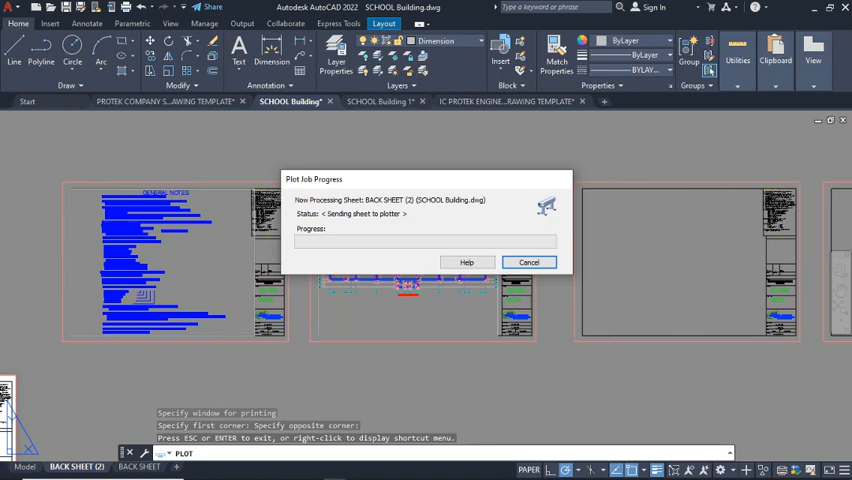 Share
Autodesk AutoCAD 2022 SCHOOL Building.dwg
Type a keyword or phrase
Sign In
Home Insert Annotate Parametric View Manage Output Collaborate Express Tools Layout
Line Polyline Circle Arc
Text Dimension
Layer Properties
Dimension
Insert
Match Properties
ByLayer
ByLayer
BYLAY...
Group
Utilities
Clipboard
View
Draw Modify Annotation Layers Block Properties Groups
Start PROTEK COMPANY S...AWING TEMPLATE* SCHOOL Building* SCHOOL Building 1* IC PROTEK ENGINE...RAWING TEMPLATE*
GENERAL NOTES
Plot Job Progress
Now Processing Sheet: BACK SHEET (2) (SCHOOL Building.dwg)
Status: < Sending sheet to plotter >
Progress:
Help Cancel
Specify window for printing
Specify first corner: Specify opposite corner:
Press ESC or ENTER to exit, or right-click to display shortcut menu.
PLOT
Model BACK SHEET (2) BACK SHEET
PAPER